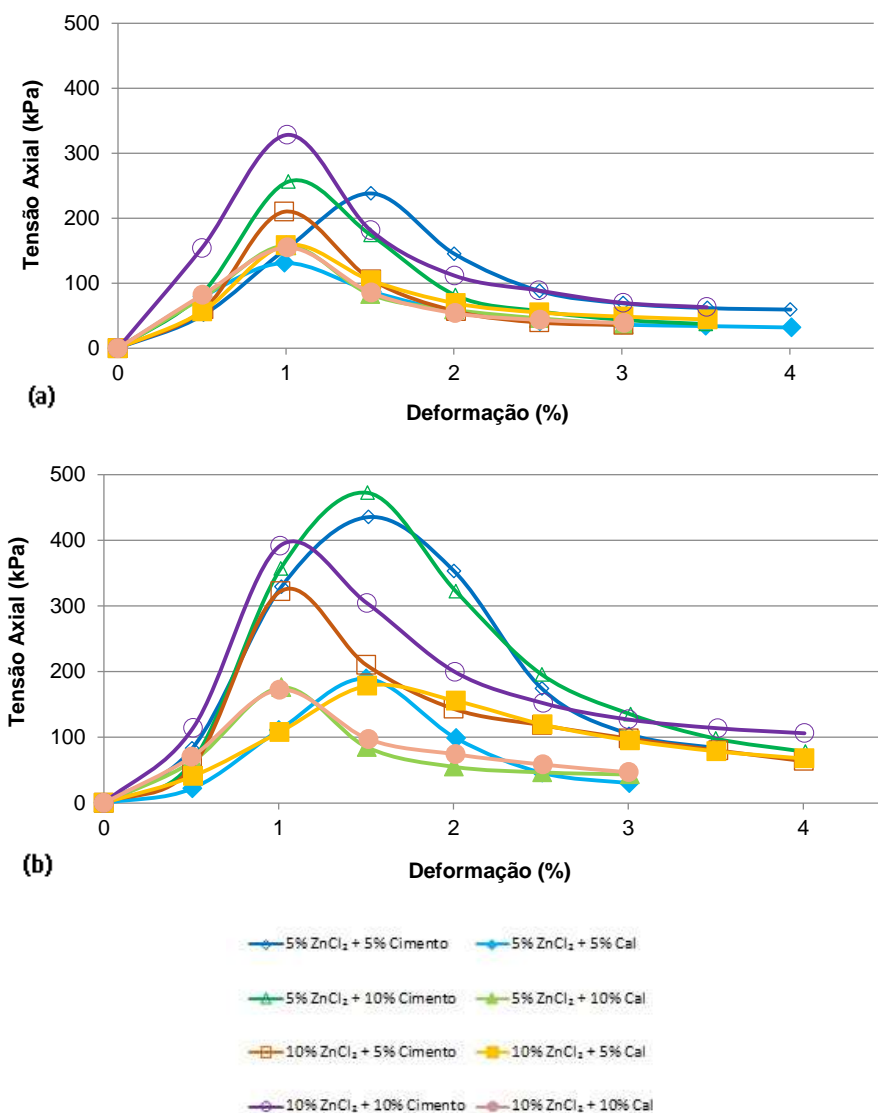 500
400
300
200
100
0
Tensão Axial (kPa)
0 1 2 3 4
Deformação (%)
(a)
500
400
300
200
100
0
Tensão Axial (kPa)
0 1 2 3 4
Deformação (%)
(b)
5% ZnCl₂ + 5% Cimento 5% ZnCl₂ + 5% Cal
5% ZnCl₂ + 10% Cimento 5% ZnCl₂ + 10% Cal
10% ZnCl₂ + 5% Cimento 10% ZnCl₂ + 5% Cal
10% ZnCl₂ + 10% Cimento 10% ZnCl₂ + 10% Cal